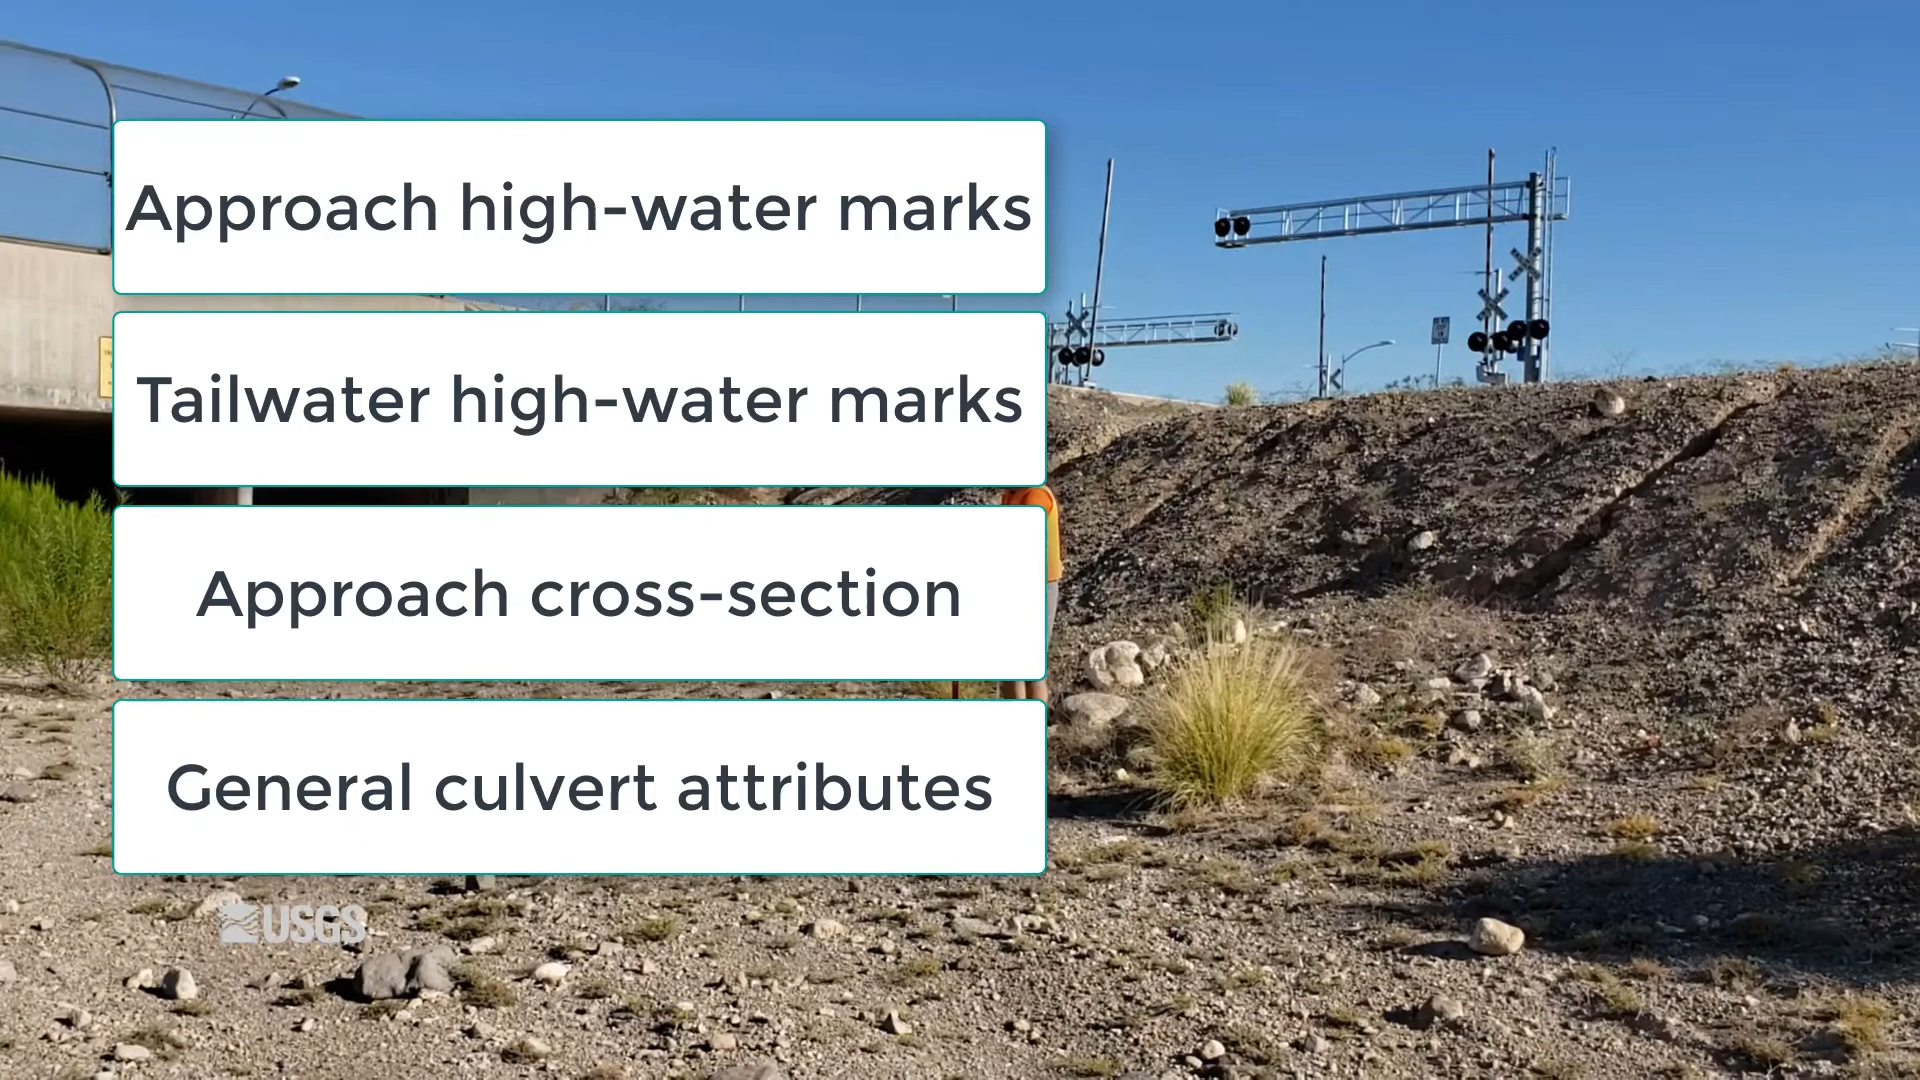 Approach high-water marks
Tailwater high-water marks
Approach cross-section
General culvert attributes
USGS